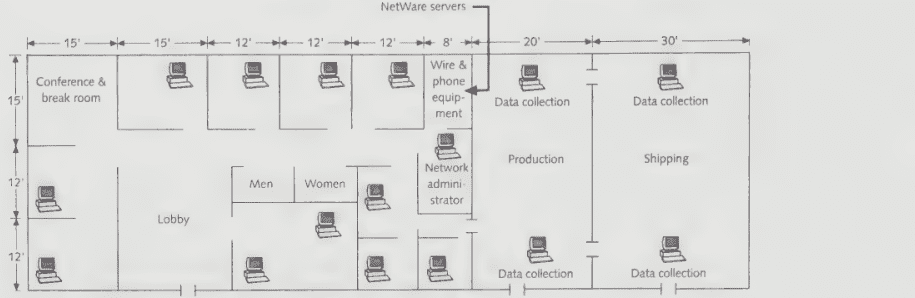 NetWare servers
15' 15' 12' 12' 12' 8' 20' 30'
Conference &
break room
Wire &
phone
equip-
ment
Data collection
Data collection
15'
Production
Shipping
Network
admini-
strator
12'
Men
Women
Lobby
12'
Data collection
Data collection